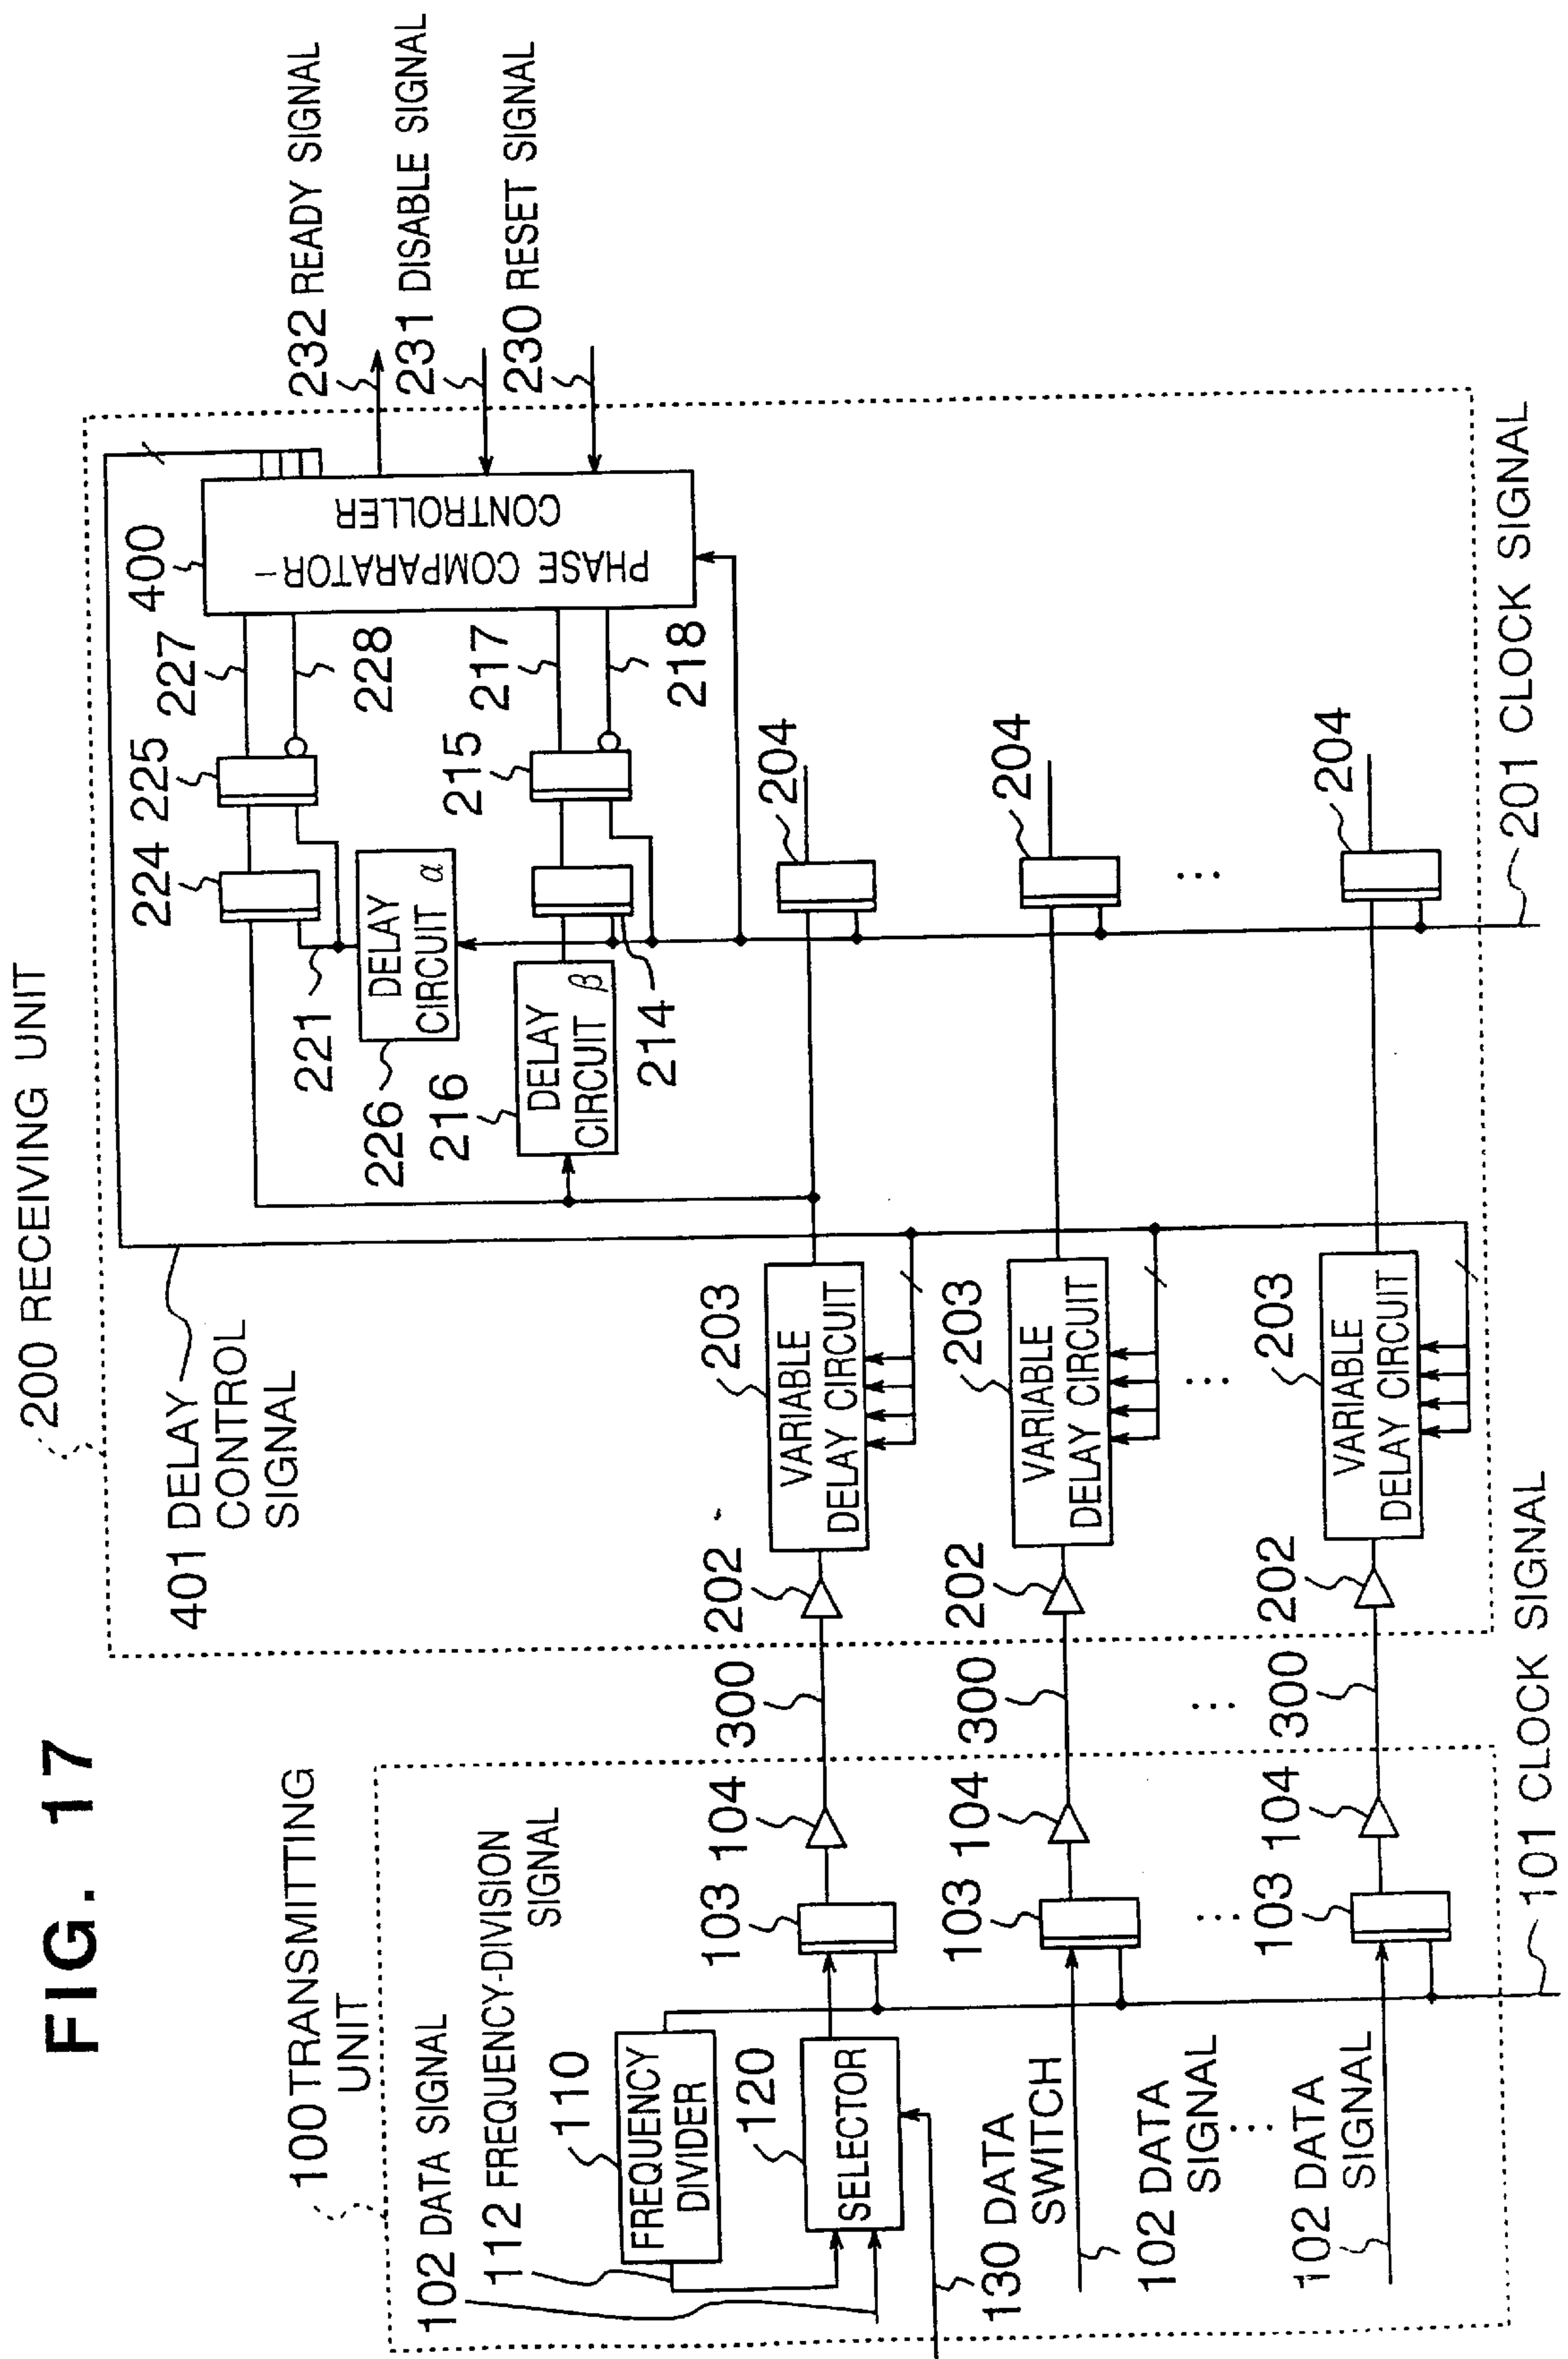 FIG. 17
200 RECEIVING UNIT
401 DELAY
CONTROL
SIGNAL
100 TRANSMITTING
UNIT
102 DATA SIGNAL
112 FREQUENCY-DIVISION
SIGNAL
110
FREQUENCY
DIVIDER
120
SELECTOR
130 DATA
SWITCH
102 DATA
SIGNAL
...
102 DATA
SIGNAL
103
104
300
202
203
VARIABLE
DELAY CIRCUIT
204
103
104
300
202
203
VARIABLE
DELAY CIRCUIT
204
...
...
...
...
103
104
300
202
203
VARIABLE
DELAY CIRCUIT
204
101 CLOCK SIGNAL
201 CLOCK SIGNAL
224
225
227
228
400
221
226
DELAY
CIRCUIT α
216
DELAY
CIRCUIT β
214
215
217
218
PHASE COMPARATOR-
CONTROLLER
232 READY SIGNAL
231 DISABLE SIGNAL
230 RESET SIGNAL